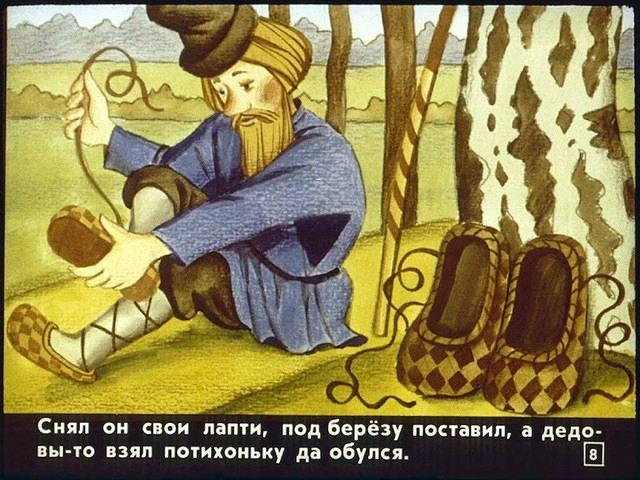 Снял он свои лапти, под берёзу поставил, а дедо-
вы-то взял потихоньку да обулся.
8